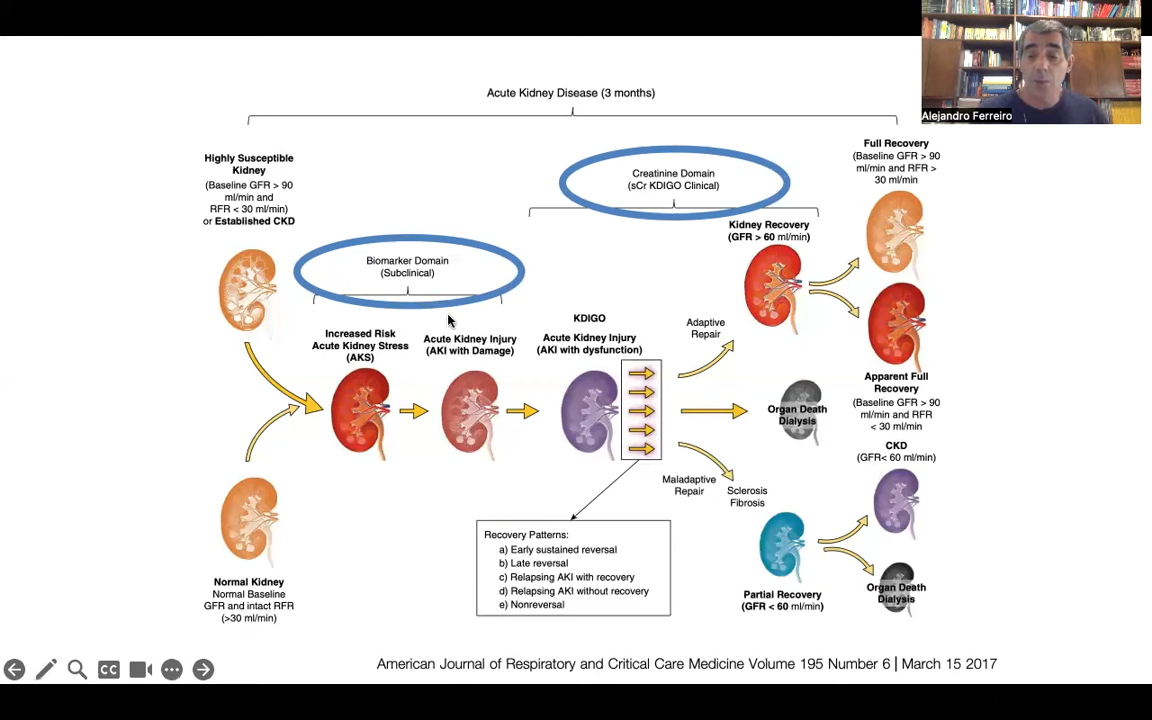 Alejandro Ferreiro
Acute Kidney Disease (3 months)
Highly Susceptible
Kidney
(Baseline GFR > 90
ml/min and
RFR < 30 ml/min)
or Established CKD
Biomarker Domain
(Subclinical)
Creatinine Domain
(sCr KDIGO Clinical)
Full Recovery
(Baseline GFR > 90
ml/min and RFR >
30 ml/min
Kidney Recovery
(GFR > 60 ml/min)
Increased Risk
Acute Kidney Stress
(AKS)
Acute Kidney Injury
(AKI with Damage)
KDIGO
Acute Kidney Injury
(AKI with dysfunction)
Adaptive
Repair
Apparent Full
Recovery
(Baseline GFR > 90
ml/min and RFR
< 30 ml/min
Organ Death
Dialysis
CKD
(GFR< 60 ml/min)
Maladaptive
Repair
Sclerosis
Fibrosis
Recovery Patterns:
a) Early sustained reversal
b) Late reversal
c) Relapsing AKI with recovery
d) Relapsing AKI without recovery
e) Nonreversal
Normal Kidney
Normal Baseline
GFR and intact RFR
(>30 ml/min)
Partial Recovery
(GFR < 60 ml/min)
Organ Death
Dialysis
CC
American Journal of Respiratory and Critical Care Medicine Volume 195 Number 6 | March 15 2017